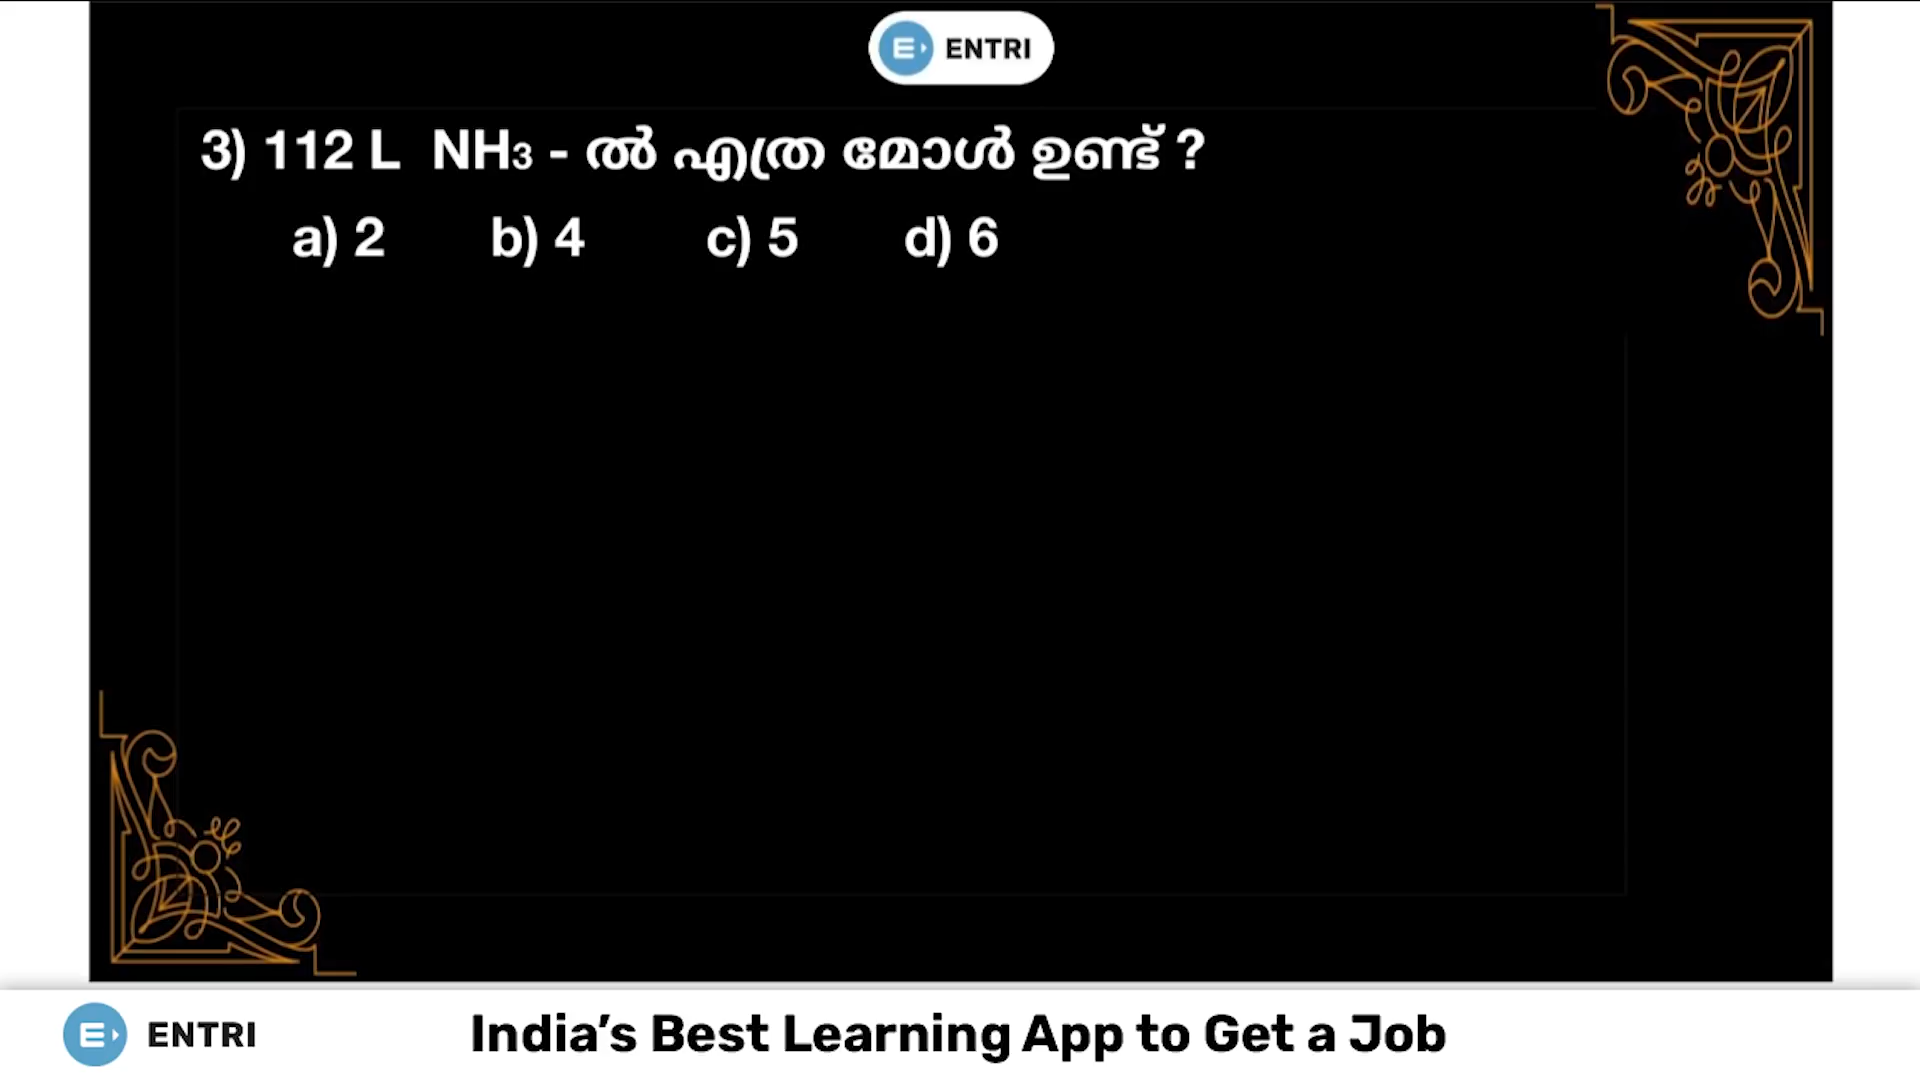 ENTRI
3) 112 L NH₃ - ൽ എത്ര മോൾ ഉണ്ട് ?
a) 2 b) 4 c) 5 d) 6
ENTRI India’s Best Learning App to Get a Job